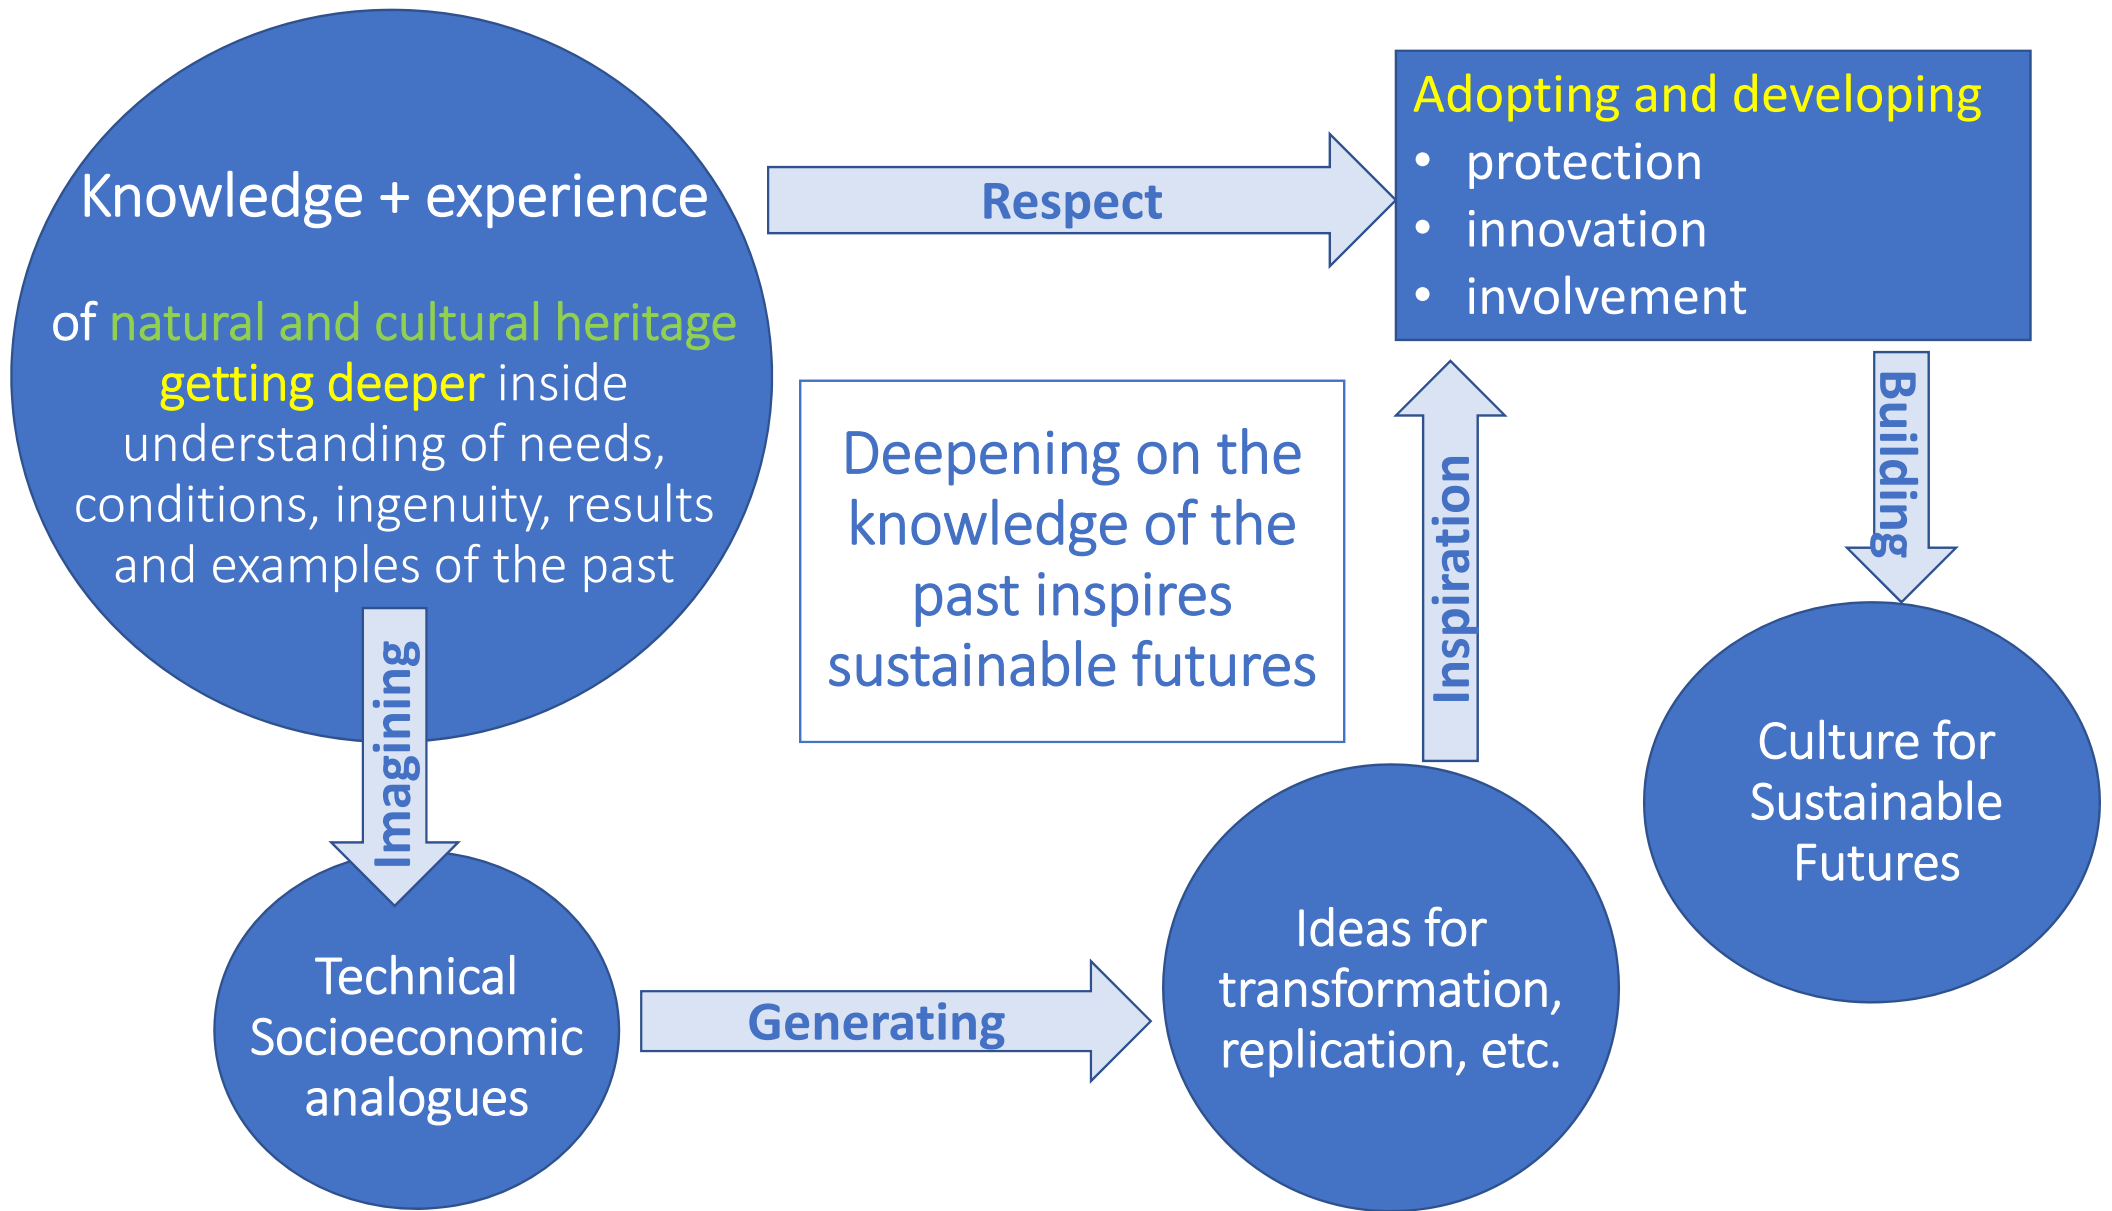 Knowledge + experience
of natural and cultural heritage
getting deeper inside
understanding of needs,
conditions, ingenuity, results
and examples of the past
Respect
Adopting and developing
• protection
• innovation
• involvement
Deepening on the
knowledge of the
past inspires
sustainable futures
Imagining
Technical
Socioeconomic
analogues
Generating
Ideas for
transformation,
replication, etc.
Inspiration
Building
Culture for
Sustainable
Futures